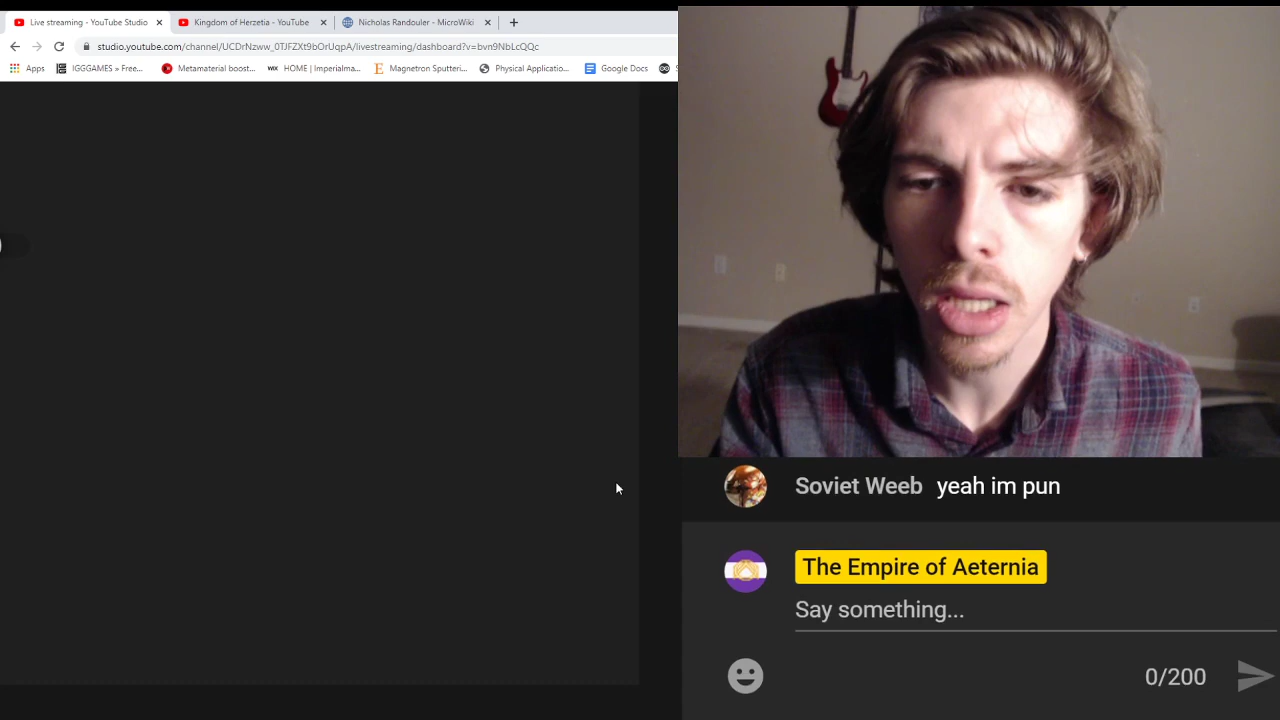 Live streaming - YouTube Studio
Kingdom of Herzetia - YouTube
Nicholas Randouler - MicroWiki
studio.youtube.com/channel/UCDrNzww_0TJFZXt9bOrUqpA/livestreaming/dashboard?v=bvn9NbLcQQc
Apps
IGGGAMES » Free...
Metamaterial boost...
WIX HOME | Imperialma...
Magnetron Sputteri...
Physical Applicatio...
Google Docs
Soviet Weeb yeah im pun
The Empire of Aeternia
Say something...
0/200